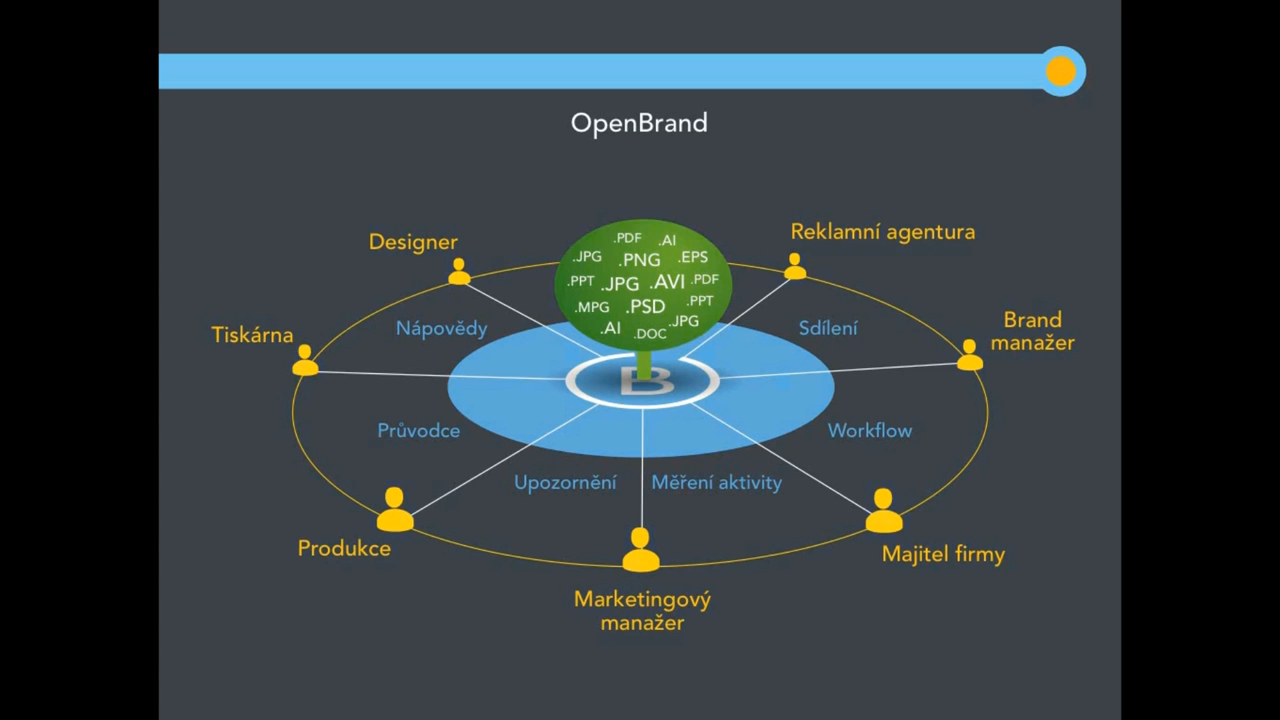 OpenBrand
Designer
Reklamní agentura
.PDF .AI
.JPG .PNG .EPS
.PPT .JPG .AVI .PDF
.MPG .PSD .PPT
.AI .DOC .JPG
Tiskárna
Nápovědy
Sdílení
Brand
manažer
B
Průvodce
Workflow
Upozornění
Měření aktivity
Produkce
Majitel firmy
Marketingový
manažer